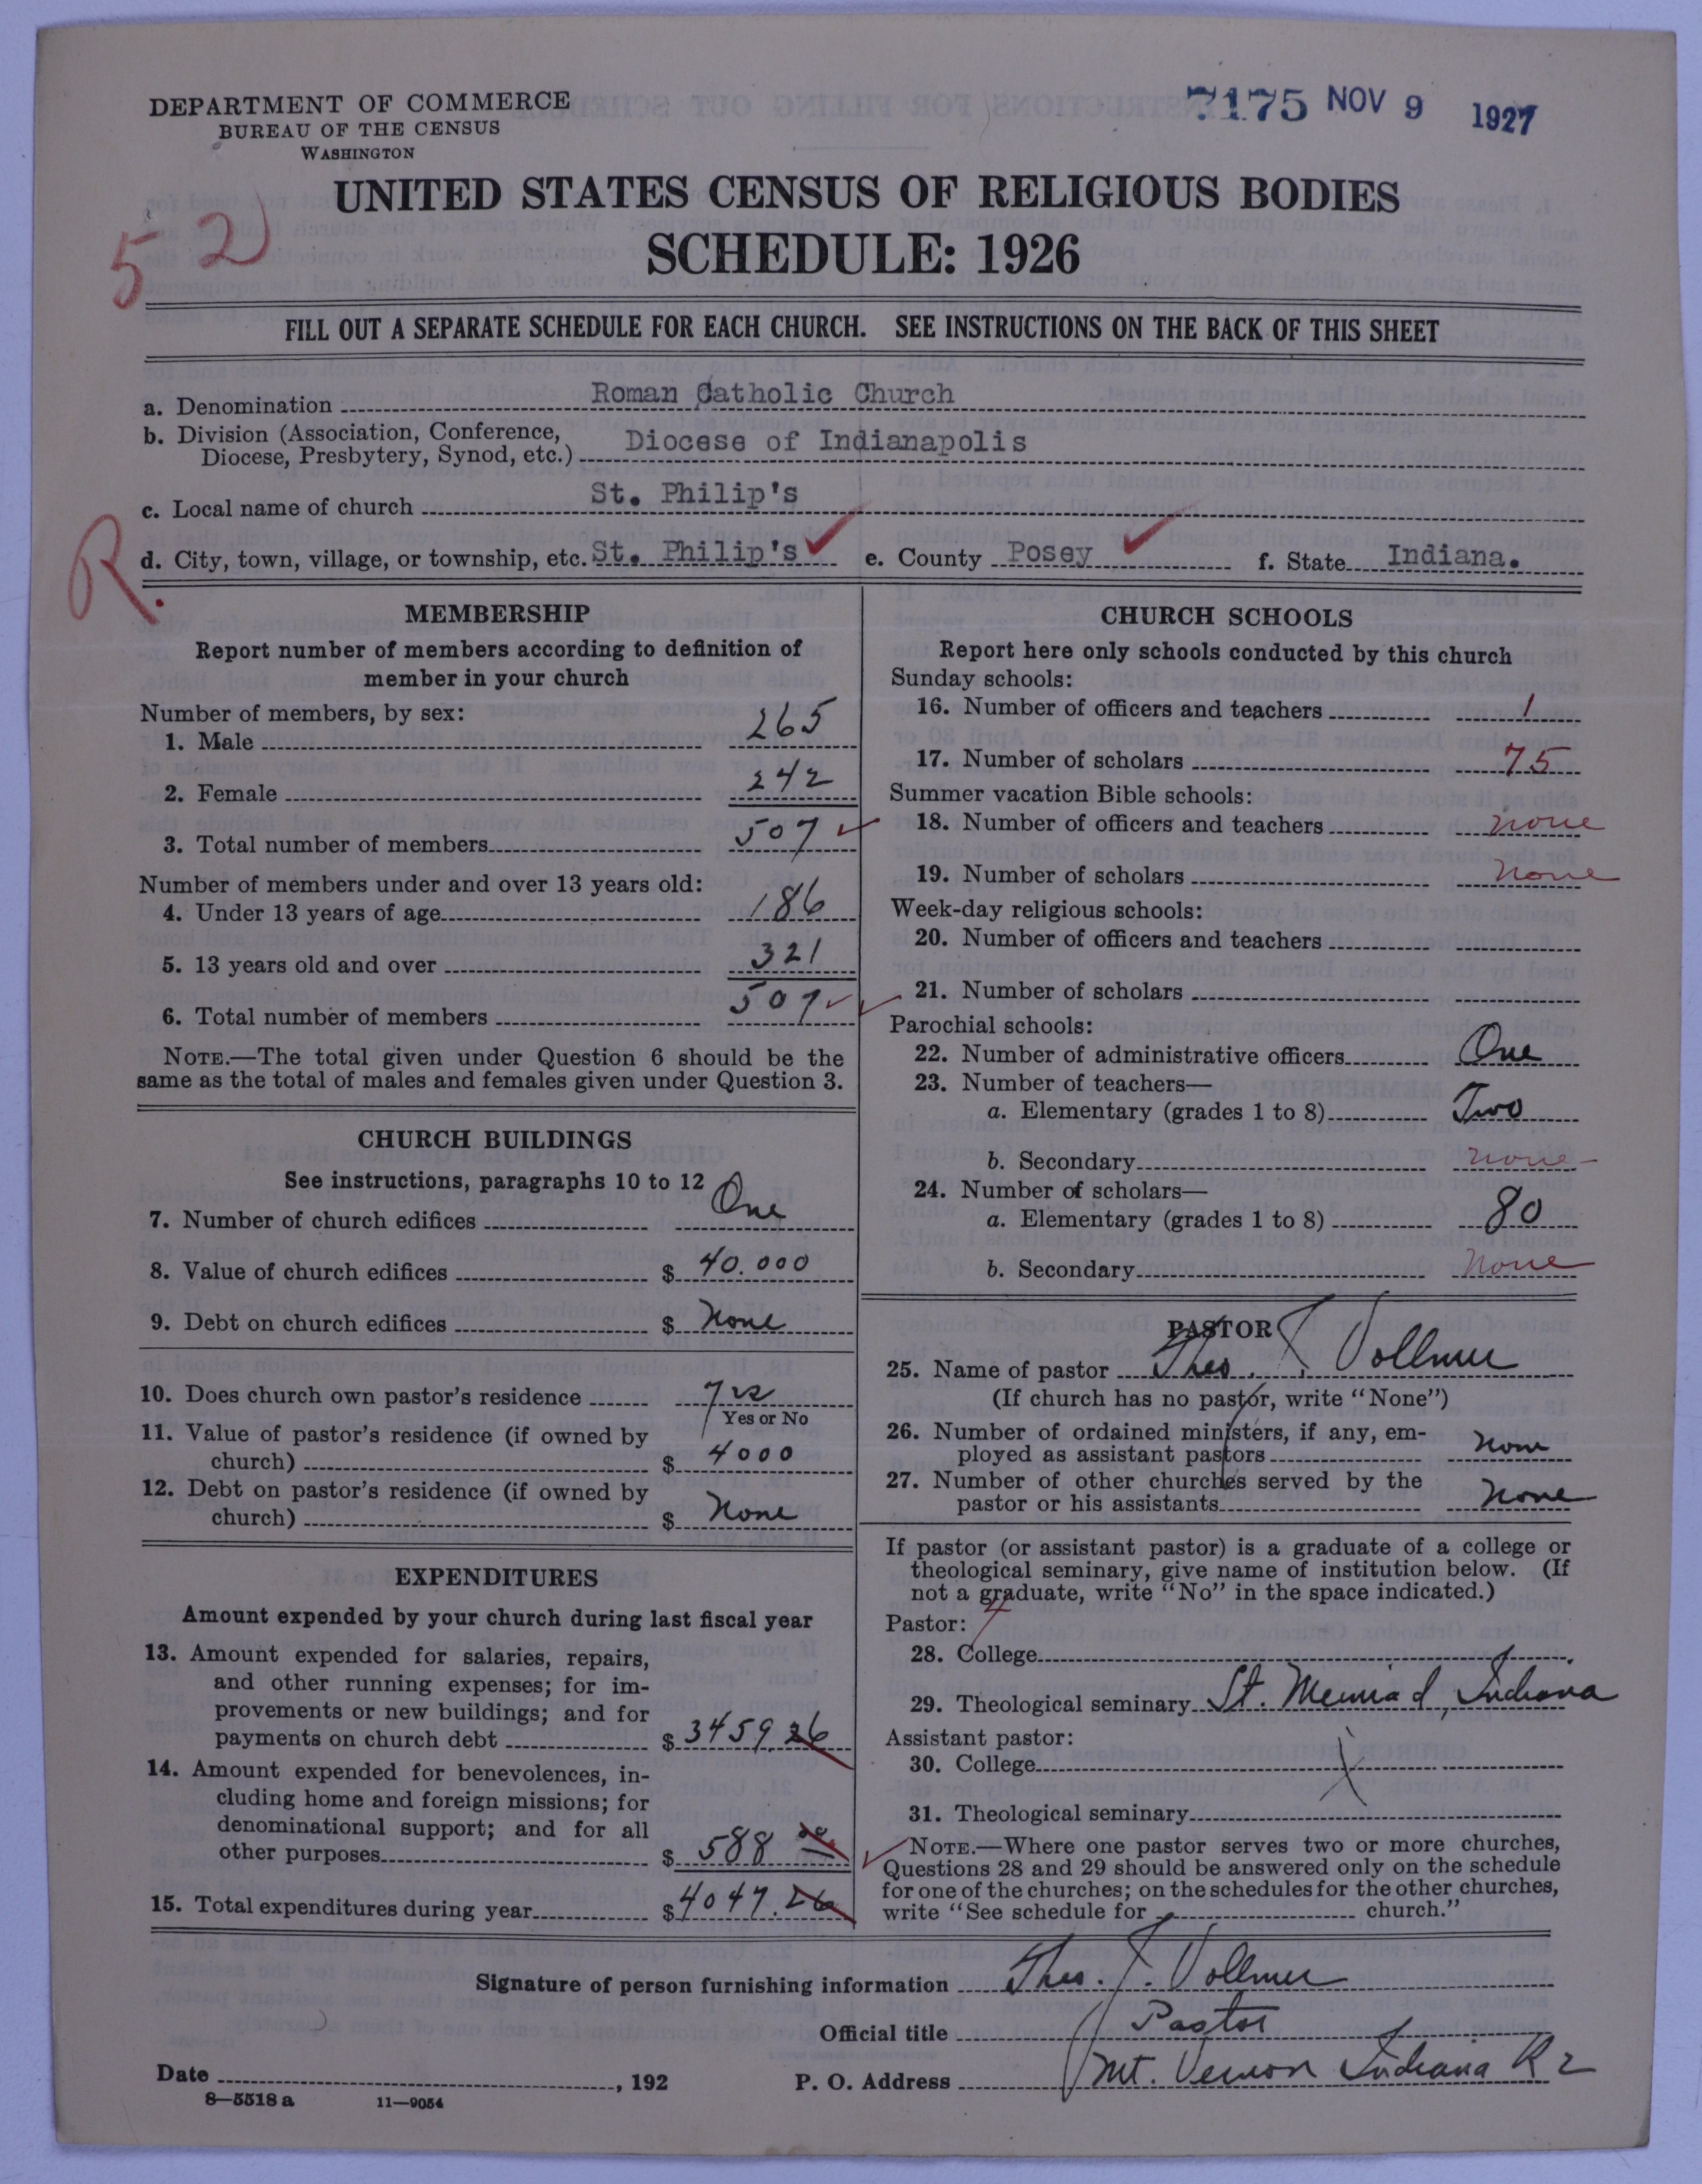 DEPARTMENT OF COMMERCE
BUREAU OF THE CENSUS
WASHINGTON
7175 NOV 9 1927
UNITED STATES CENSUS OF RELIGIOUS BODIES
SCHEDULE: 1926
52
FILL OUT A SEPARATE SCHEDULE FOR EACH CHURCH. SEE INSTRUCTIONS ON THE BACK OF THIS SHEET
a. Denomination Roman Catholic Church
b. Division (Association, Conference,
Diocese, Presbytery, Synod, etc.) Diocese of Indianapolis
c. Local name of church St. Philip's
R.
d. City, town, village, or township, etc. St. Philip's e. County Posey f. State Indiana.
MEMBERSHIP
Report number of members according to definition of
member in your church
Number of members, by sex:
1. Male 265
2. Female 242
3. Total number of members 507
Number of members under and over 13 years old:
4. Under 13 years of age 186
5. 13 years old and over 321
6. Total number of members 507
NOTE.—The total given under Question 6 should be the
same as the total of males and females given under Question 3.
CHURCH BUILDINGS
See instructions, paragraphs 10 to 12
7. Number of church edifices One
8. Value of church edifices $ 40.000
9. Debt on church edifices $ None
10. Does church own pastor's residence yes
Yes or No
11. Value of pastor's residence (if owned by
church) $ 4000
12. Debt on pastor's residence (if owned by
church) $ None
EXPENDITURES
Amount expended by your church during last fiscal year
13. Amount expended for salaries, repairs,
and other running expenses; for im-
provements or new buildings; and for
payments on church debt $ 3459.26
14. Amount expended for benevolences, in-
cluding home and foreign missions; for
denominational support; and for all
other purposes $ 588
15. Total expenditures during year $ 4047.26
CHURCH SCHOOLS
Report here only schools conducted by this church
Sunday schools:
16. Number of officers and teachers 1
17. Number of scholars 75
Summer vacation Bible schools:
18. Number of officers and teachers none
19. Number of scholars none
Week-day religious schools:
20. Number of officers and teachers
21. Number of scholars
Parochial schools:
22. Number of administrative officers One
23. Number of teachers—
a. Elementary (grades 1 to 8) Two
b. Secondary none
24. Number of scholars—
a. Elementary (grades 1 to 8) 80
b. Secondary None
PASTOR
25. Name of pastor Theo. J. Vollmer
(If church has no pastor, write "None")
26. Number of ordained ministers, if any, em-
ployed as assistant pastors None
27. Number of other churches served by the
pastor or his assistants None
If pastor (or assistant pastor) is a graduate of a college or
theological seminary, give name of institution below. (If
not a graduate, write "No" in the space indicated.)
Pastor: 4
28. College
29. Theological seminary St. Meinrad, Indiana
Assistant pastor:
30. College
31. Theological seminary
NOTE.—Where one pastor serves two or more churches,
Questions 28 and 29 should be answered only on the schedule
for one of the churches; on the schedules for the other churches,
write "See schedule for church."
Signature of person furnishing information Theo. J. Vollmer
Official title Pastor
Date , 192 P. O. Address Mt. Vernon Indiana R 2
8—5518 a 11—9054